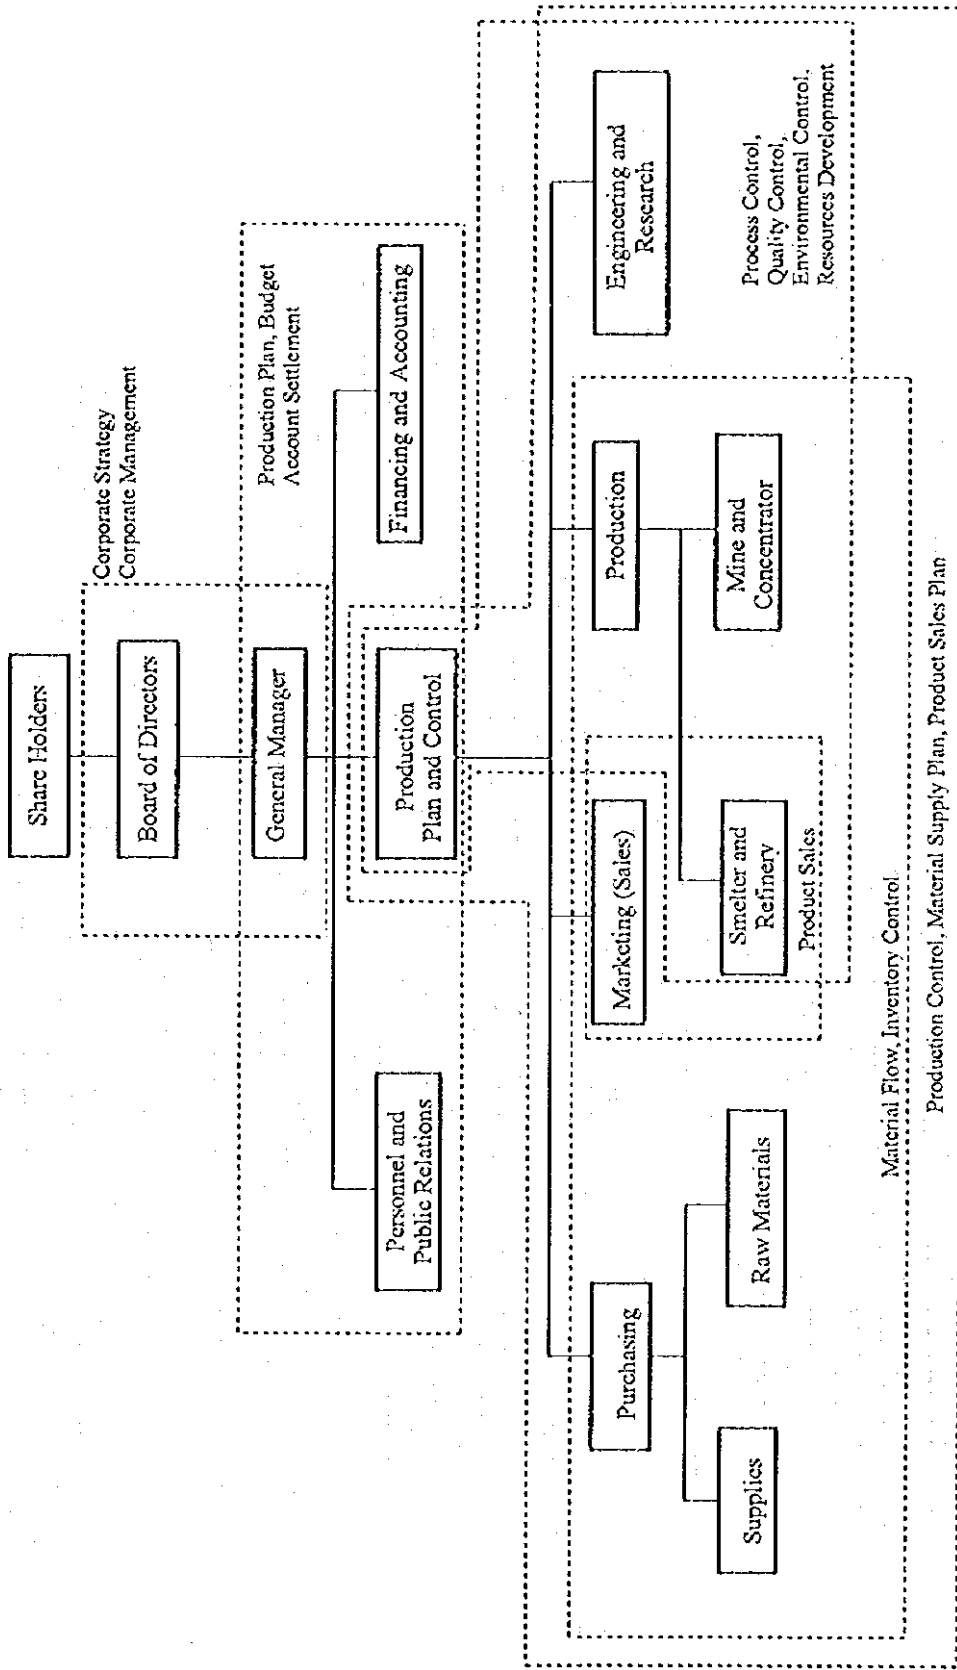 Share Holders
Corporate Strategy
Corporate Management
Board of Directors
General Manager
Production Plan, Budget
Account Settlement
Personnel and
Public Relations
Production
Plan and Control
Financing and Accounting
Purchasing
Marketing (Sales)
Production
Engineering and
Research
Supplies
Raw Materials
Smelter and
Refinery
Mine and
Concentrator
Product Sales
Process Control,
Quality Control,
Environmental Control,
Resources Development
Material Flow, Inventory Control
Production Control, Material Supply Plan, Product Sales Plan